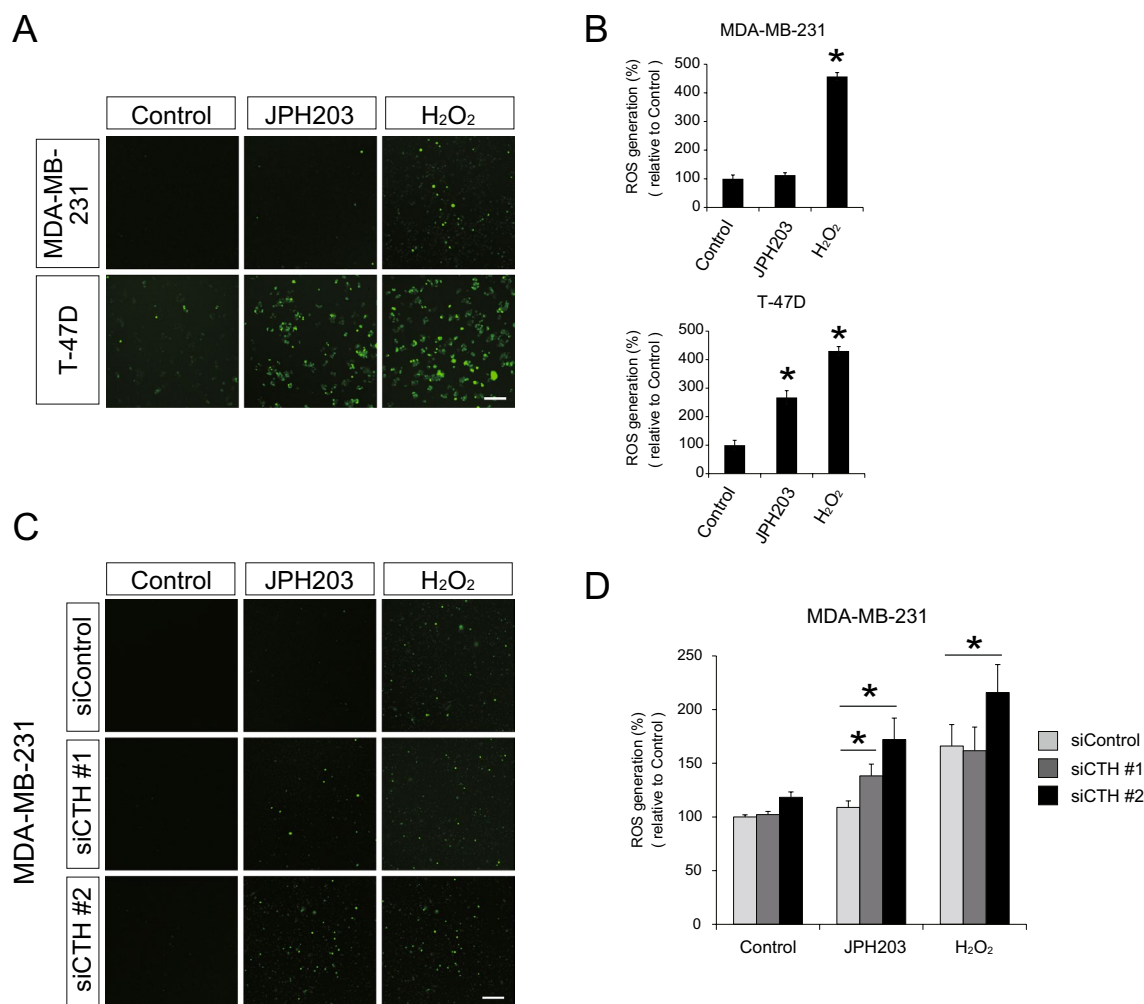 A
Control
JPH203
H₂O₂
MDA-MB-
231
T-47D
B
MDA-MB-231
ROS generation (%)
( relative to Control )
500
400
300
200
100
0
*
Control
JPH203
H₂O₂
T-47D
ROS generation (%)
( relative to Control )
500
400
300
200
100
0
*
*
Control
JPH203
H₂O₂
C
Control
JPH203
H₂O₂
MDA-MB-231
siControl
siCTH #1
siCTH #2
D
MDA-MB-231
ROS generation (%)
( relative to Control )
250
200
150
100
50
0
*
*
*
Control
JPH203
H₂O₂
siControl
siCTH #1
siCTH #2